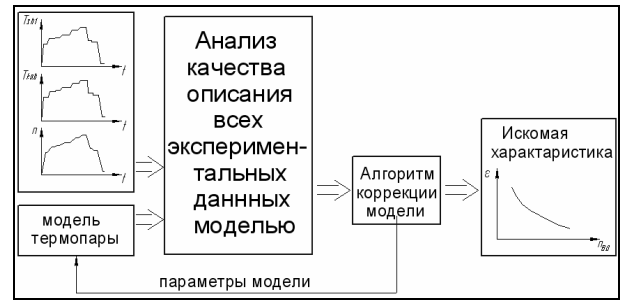 t
t
n
t
модель
термопары
Анализ
качества
описания
всех
эксперимен-
тальных
даннных
моделью
Алгоритм
коррекции
модели
Искомая
характеристика
ε
параметры модели